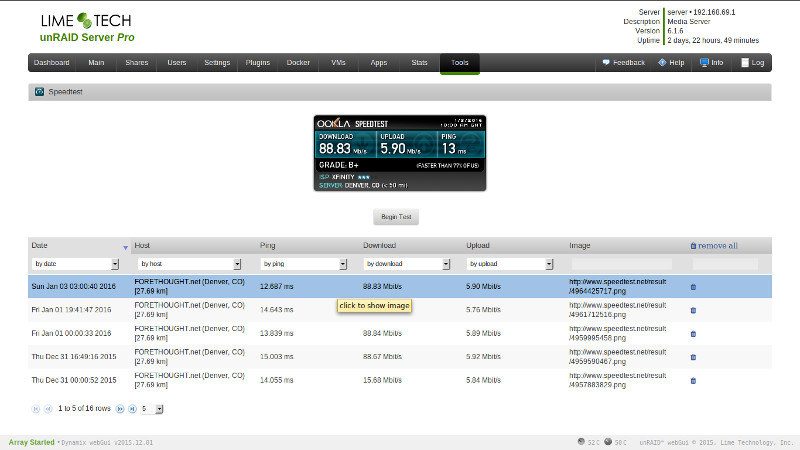 LIME TECH
unRAID Server Pro
Server server • 192.168.69.1
Description Media Server
Version 6.1.6
Uptime 2 days, 22 hours, 49 minutes
Dashboard Main Shares Users Settings Plugins Docker VMs Apps Stats Tools Feedback Help Info Log
Speedtest
OOKLA SPEEDTEST
1/2/2016
10:00 PM GMT
DOWNLOAD UPLOAD PING
88.83 Mb/s 5.90 Mb/s 13 ms
GRADE: B+ (FASTER THAN 77% OF US)
ISP: XFINITY ★★★
SERVER: DENVER, CO (< 50 mi)
Begin Test
Date Host Ping Download Upload Image remove all
by date by host by ping by download by upload
Sun Jan 03 03:00:40 2016 FORETHOUGHT.net (Denver, CO) [27.69 km] 12.687 ms 88.83 Mbit/s 5.90 Mbit/s http://www.speedtest.net/result/4964425717.png
click to show image
Fri Jan 01 19:41:47 2016 FORETHOUGHT.net (Denver, CO) [27.69 km] 14.643 ms 5.76 Mbit/s http://www.speedtest.net/result/4961712516.png
Fri Jan 01 00:00:33 2016 FORETHOUGHT.net (Denver, CO) [27.69 km] 13.839 ms 88.84 Mbit/s 5.89 Mbit/s http://www.speedtest.net/result/4959995458.png
Thu Dec 31 16:49:16 2015 FORETHOUGHT.net (Denver, CO) [27.69 km] 15.003 ms 88.67 Mbit/s 5.92 Mbit/s http://www.speedtest.net/result/4959590467.png
Thu Dec 31 00:00:52 2015 FORETHOUGHT.net (Denver, CO) [27.69 km] 14.055 ms 15.68 Mbit/s 5.84 Mbit/s http://www.speedtest.net/result/4957883829.png
1 to 5 of 16 rows 5
Array Started • Dynamix webGui v2015.12.01 52 C 50 C unRAID™ webGui © 2015, Lime Technology, Inc.